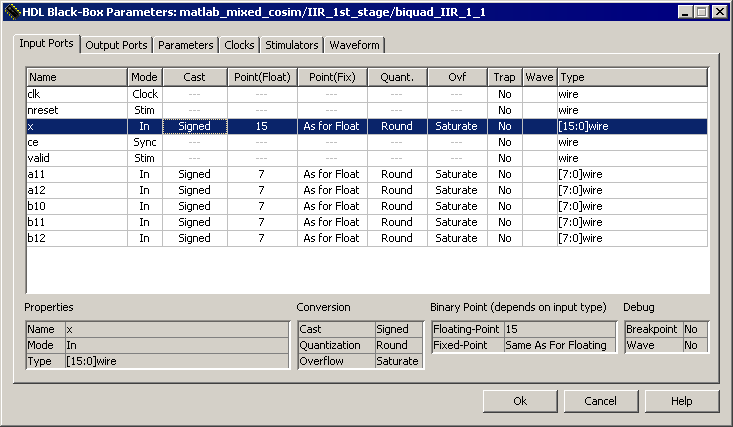 HDL Black-Box Parameters: matlab_mixed_cosim/IIR_1st_stage/biquad_IIR_1_1
Input Ports Output Ports Parameters Clocks Stimulators Waveform
Name Mode Cast Point(Float) Point(Fix) Quant. Ovf Trap Wave Type
clk Clock --- --- --- --- --- No wire
nreset Stim --- --- --- --- --- No wire
x In Signed 15 As for Float Round Saturate No [15:0]wire
ce Sync --- --- --- --- --- No wire
valid Stim --- --- --- --- --- No wire
a11 In Signed 7 As for Float Round Saturate No [7:0]wire
a12 In Signed 7 As for Float Round Saturate No [7:0]wire
b10 In Signed 7 As for Float Round Saturate No [7:0]wire
b11 In Signed 7 As for Float Round Saturate No [7:0]wire
b12 In Signed 7 As for Float Round Saturate No [7:0]wire
Properties Conversion Binary Point (depends on input type) Debug
Name x Cast Signed Floating-Point 15 Breakpoint No
Mode In Quantization Round Fixed-Point Same As For Floating Wave No
Type [15:0]wire Overflow Saturate
Ok Cancel Help